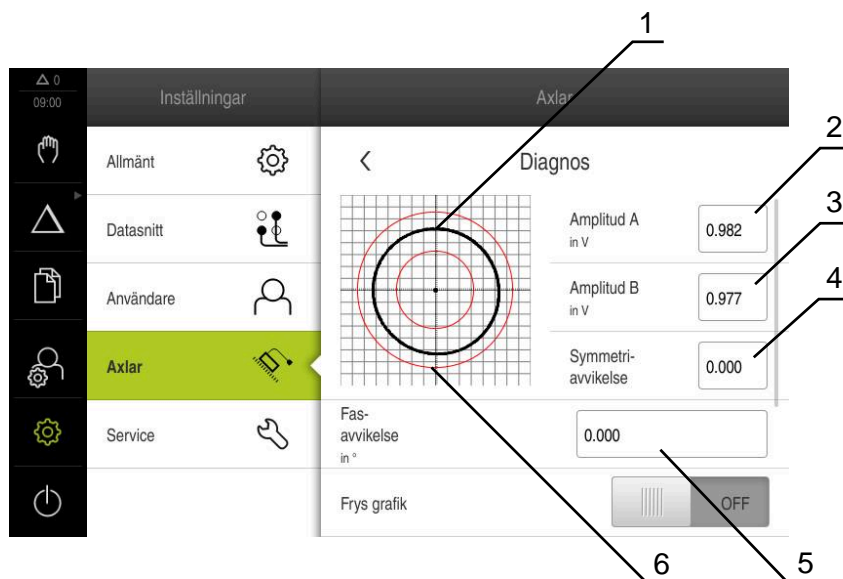 1
0
09:00
Inställningar
Axlar
2
Allmänt
Diagnos
Amplitud A
in V
0.982
3
Datasnitt
Amplitud B
in V
0.977
4
Användare
Symmetri-
avvikelse
0.000
Axlar
Fas-
avvikelse
in °
0.000
Service
Frys grafik
OFF
6
5